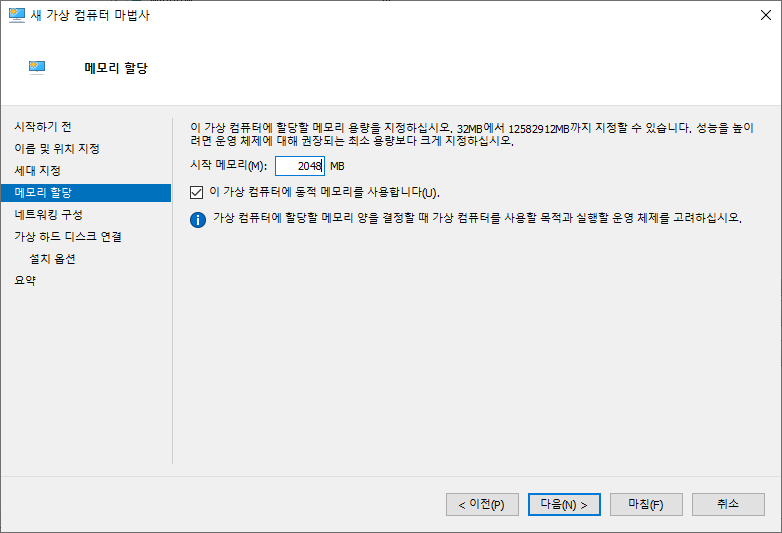 새 가상 컴퓨터 마법사
메모리 할당
시작하기 전
이름 및 위치 지정
세대 지정
메모리 할당
네트워킹 구성
가상 하드 디스크 연결
설치 옵션
요약
이 가상 컴퓨터에 할당할 메모리 용량을 지정하십시오. 32MB에서 12582912MB까지 지정할 수 있습니다. 성능을 높이
려면 운영 체제에 대해 권장되는 최소 용량보다 크게 지정하십시오.
시작 메모리(M): 2048 MB
이 가상 컴퓨터에 동적 메모리를 사용합니다(U).
가상 컴퓨터에 할당할 메모리 양을 결정할 때 가상 컴퓨터를 사용할 목적과 실행할 운영 체제를 고려하십시오.
< 이전(P) 다음(N) > 마침(F) 취소